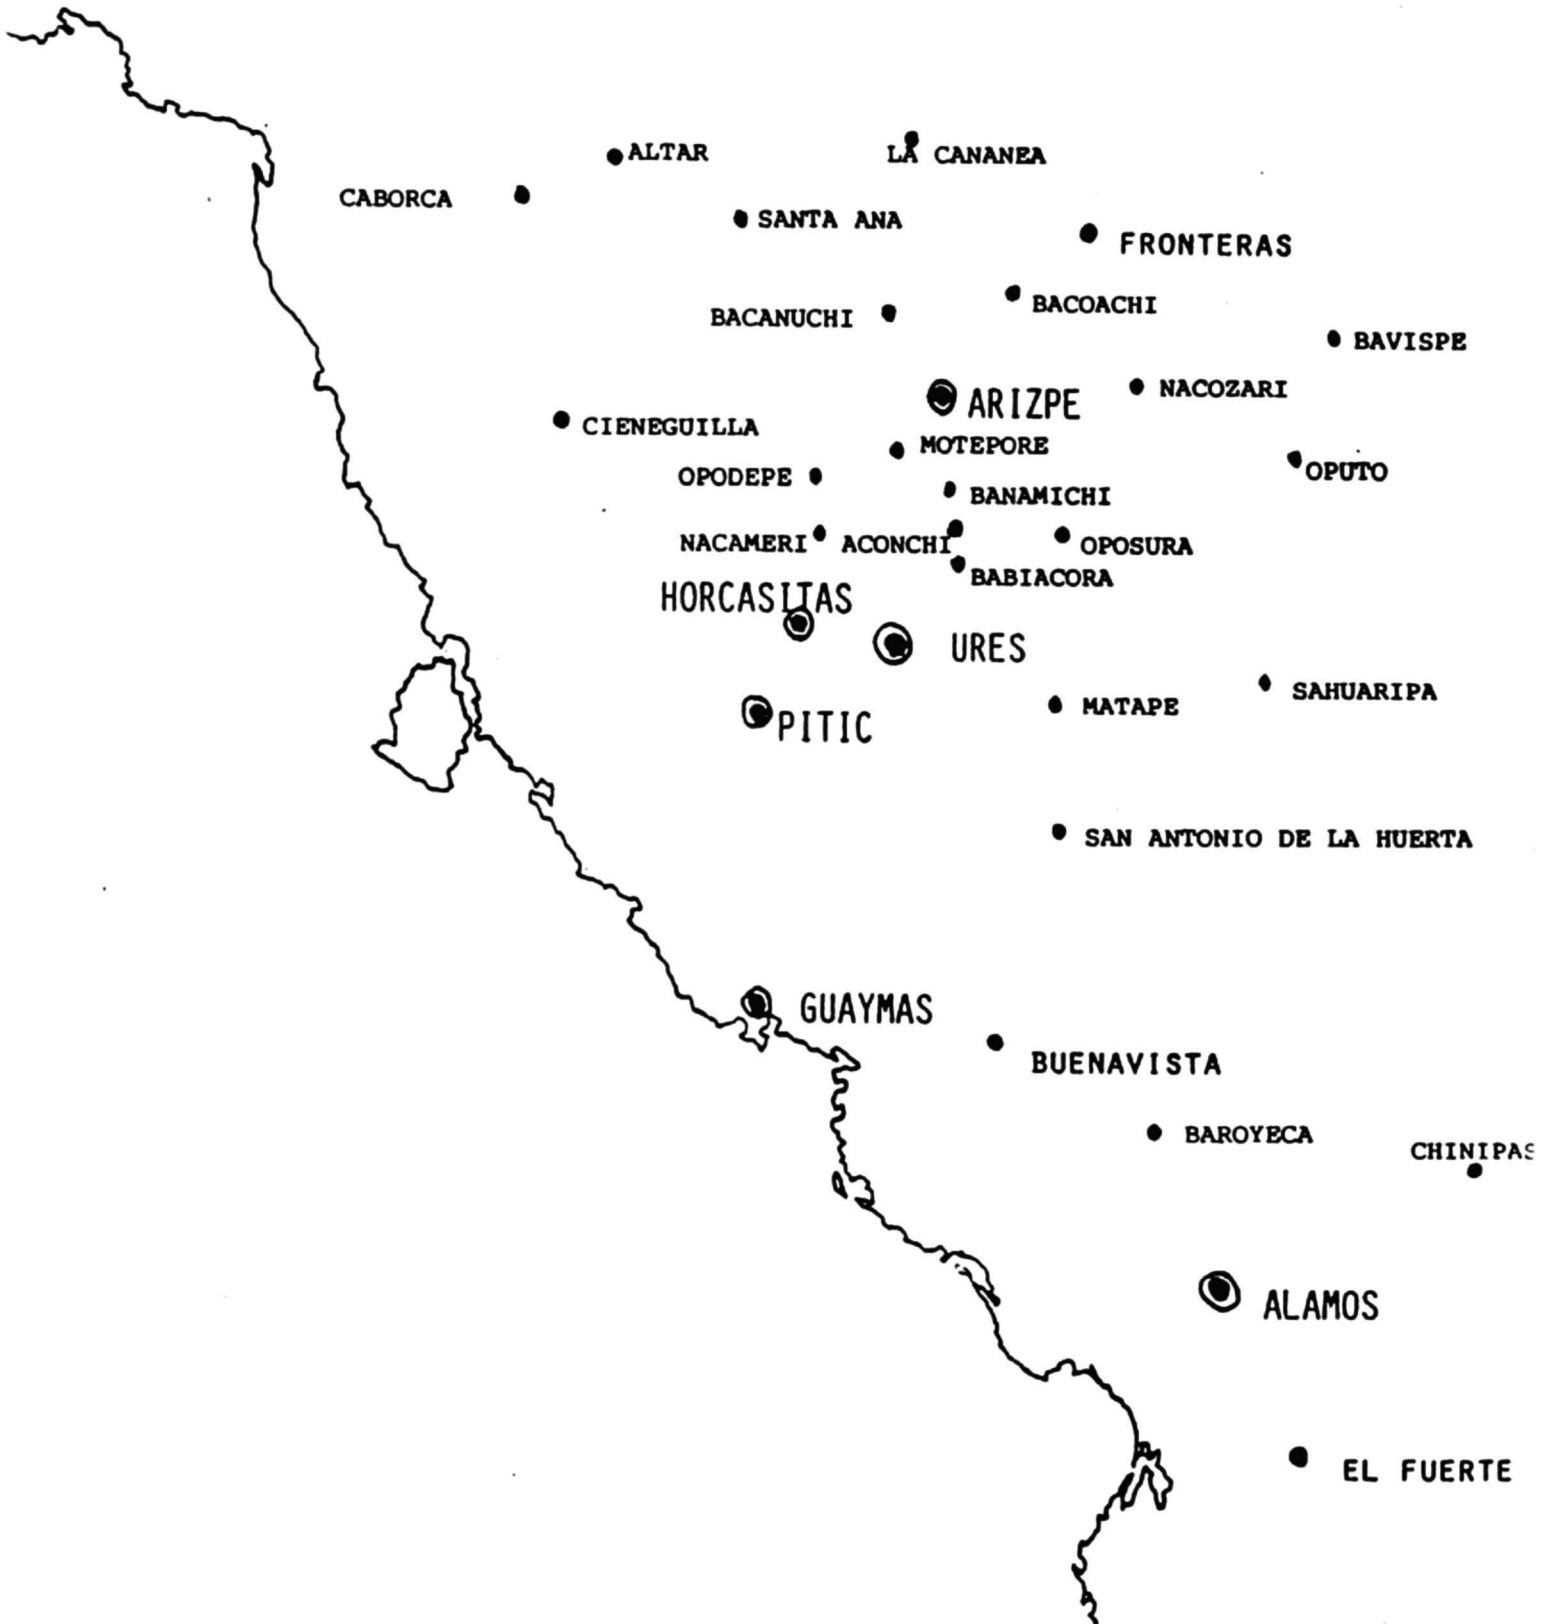 ALTAR
LA CANANEA
CABORCA
SANTA ANA
FRONTERAS
BACOACHI
BACANUCHI
BAVISPE
NACOZARI
ARIZPE
CIENEGUILLA
MOTEPORE
OPUTO
OPODEPE
BANAMICHI
NACAMERI
ACONCHI
OPOSURA
BABIACORA
HORCASITAS
URES
SAHUARIPA
MATAPE
PITIC
SAN ANTONIO DE LA HUERTA
GUAYMAS
BUENAVISTA
BAROYECA
CHINIPAS
ALAMOS
EL FUERTE